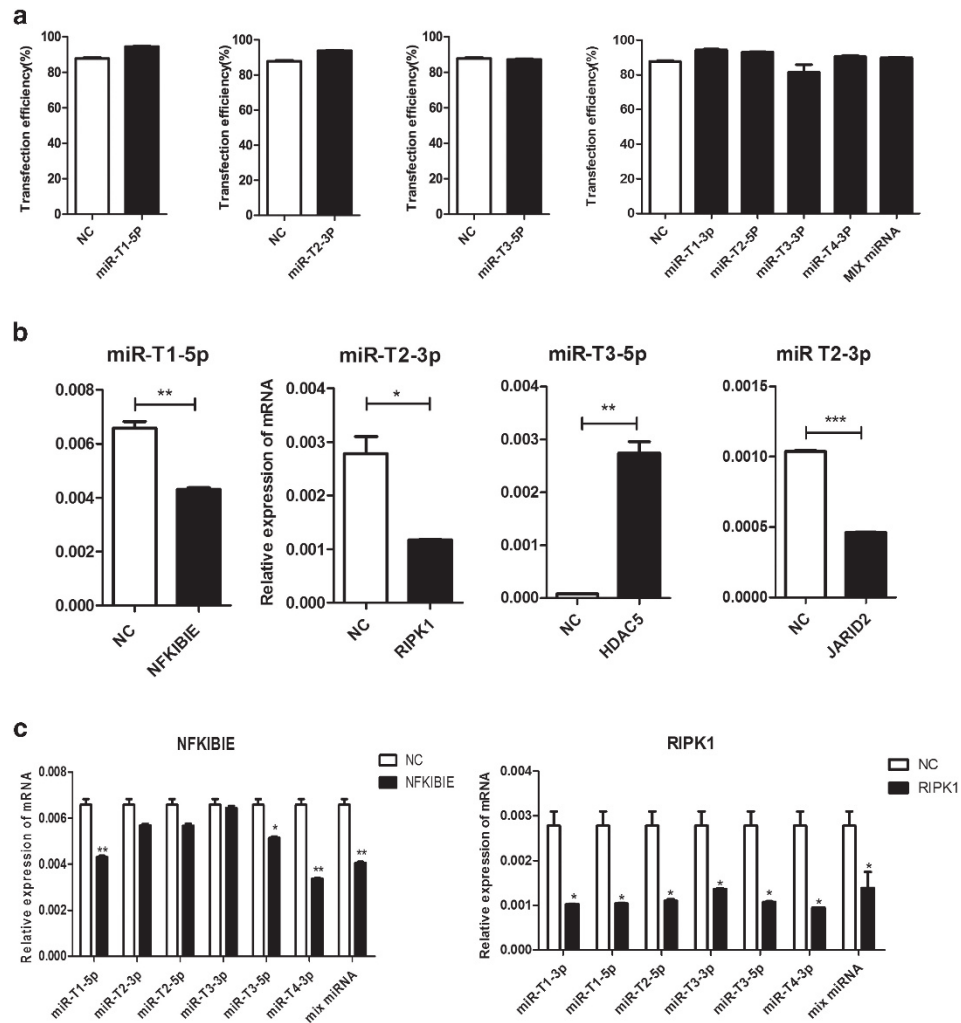 a
Transfection efficiency(%)
100
80
60
40
20
0
NC
miR-T1-5P
Transfection efficiency(%)
100
80
60
40
20
0
NC
miR-T2-3P
Transfection efficiency(%)
100
80
60
40
20
0
NC
miR-T3-5P
Transfection efficiency(%)
100
80
60
40
20
0
NC
miR-T1-3p
miR-T2-5P
miR-T3-3P
miR-T4-3P
MIX miRNA
b
miR-T1-5p
0.008
0.006
0.004
0.002
0.000
**
NC
NFKIBIE
miR-T2-3p
Relative expression of mRNA
0.004
0.003
0.002
0.001
0.000
*
NC
RIPK1
miR-T3-5p
0.004
0.003
0.002
0.001
0.000
**
NC
HDAC5
miR T2-3p
0.0015
0.0010
0.0005
0.0000
***
NC
JARID2
c
NFKIBIE
NC
NFKIBIE
Relative expression of mRNA
0.008
0.006
0.004
0.002
0.000
**
*
**
**
miR-T1-5p
miR-T2-3p
miR-T2-5p
miR-T3-3p
miR-T3-5p
miR-T4-3p
mix miRNA
RIPK1
NC
RIPK1
Relative expression of mRNA
0.004
0.003
0.002
0.001
0.000
*
*
*
*
*
*
*
miR-T1-3p
miR-T1-5p
miR-T2-5p
miR-T3-3p
miR-T3-5p
miR-T4-3p
mix miRNA